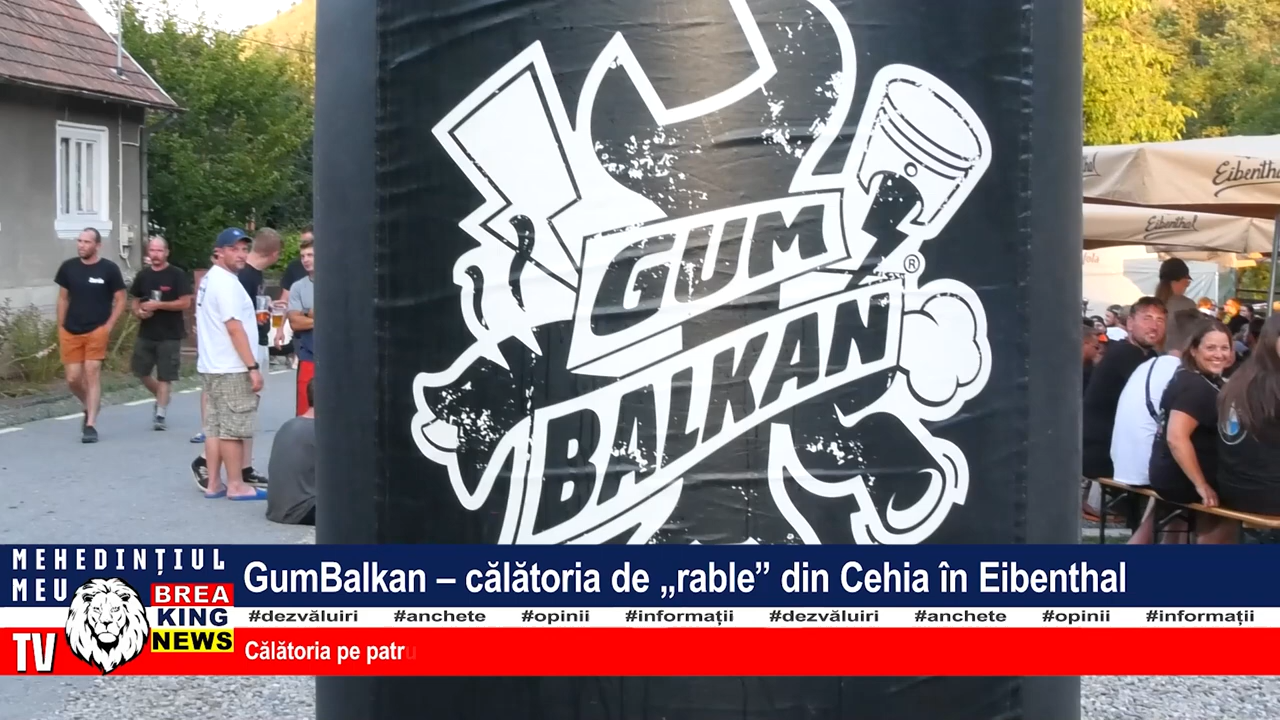 GUM
BALKAN
®
Eibenthal
Eibenthal
MEHEDINȚIUL
MEU
TV
BREA
KING
NEWS
GumBalkan – călătoria de „rable” din Cehia în Eibenthal
#dezvăluiri #anchete #opinii #informații #dezvăluiri #anchete #opinii #informații
Călătoria pe patru